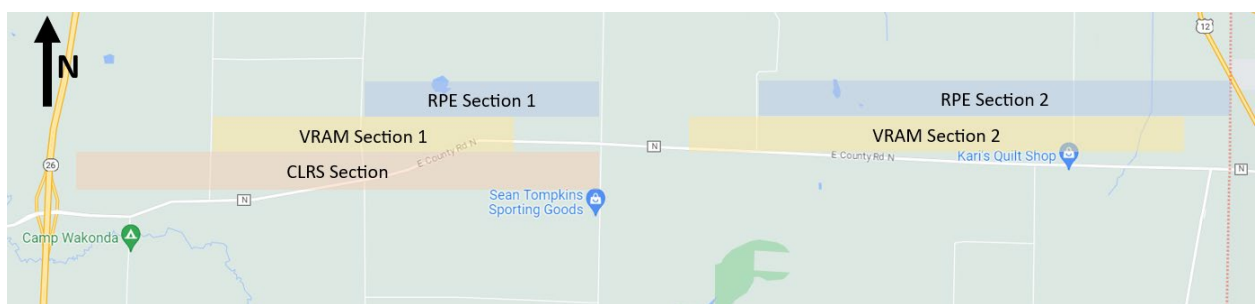 N
12
RPE Section 1
RPE Section 2
VRAM Section 1
VRAM Section 2
E County Rd N
N
E County Rd N
Kari's Quilt Shop
26
CLRS Section
N
N
Sean Tompkins
Sporting Goods
Camp Wakonda